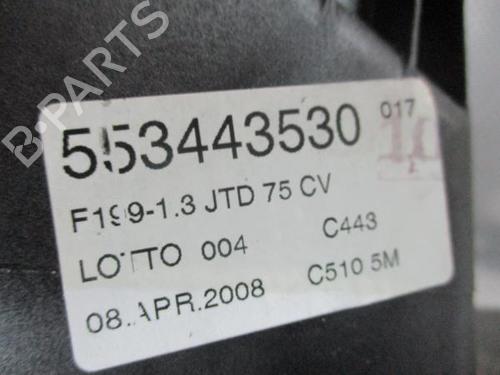 B-PARTS
553443530 017
F199-1.3 JTD 75 CV
LOTTO 004 C443
08.APR.2008 C510 5M